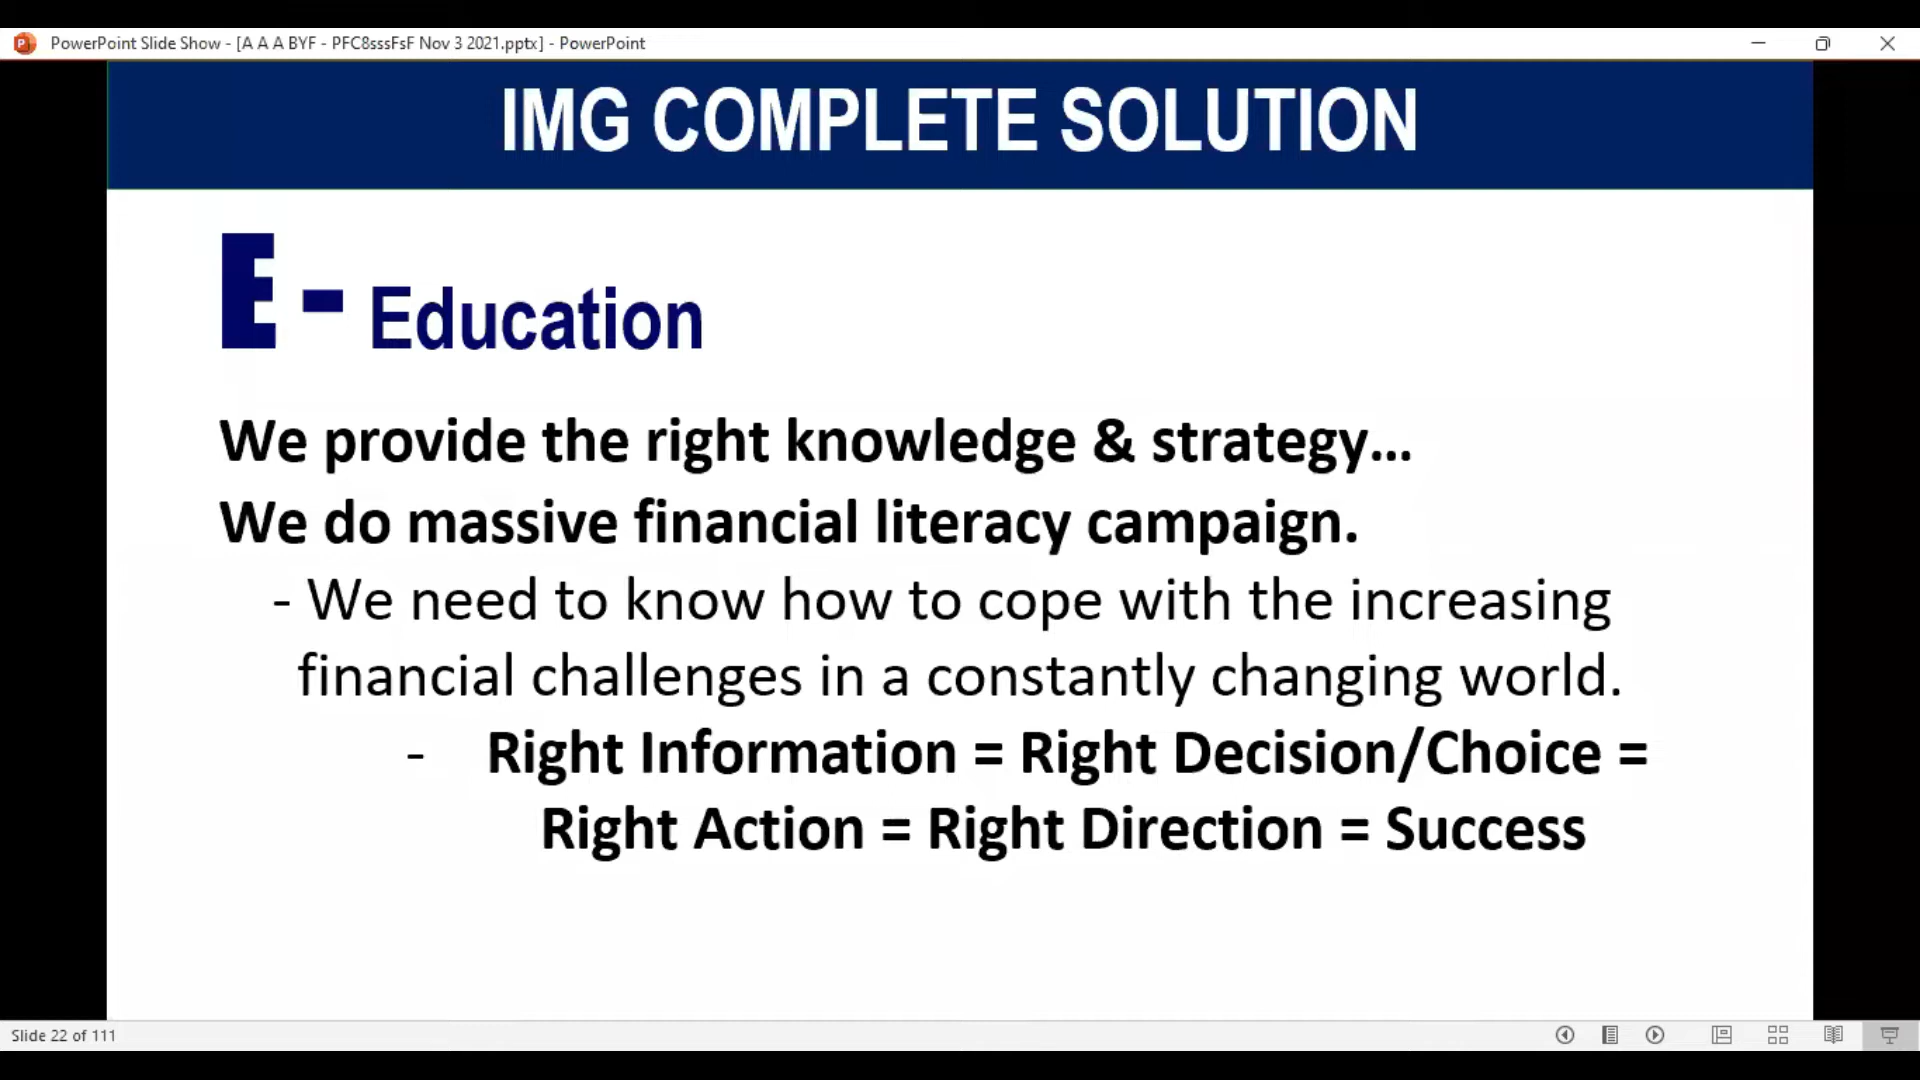 PowerPoint Slide Show - [A A A BYF - PFC8sssFsF Nov 3 2021.pptx] - PowerPoint
IMG COMPLETE SOLUTION
E - Education
We provide the right knowledge & strategy...
We do massive financial literacy campaign.
- We need to know how to cope with the increasing
financial challenges in a constantly changing world.
- Right Information = Right Decision/Choice =
Right Action = Right Direction = Success
Slide 22 of 111